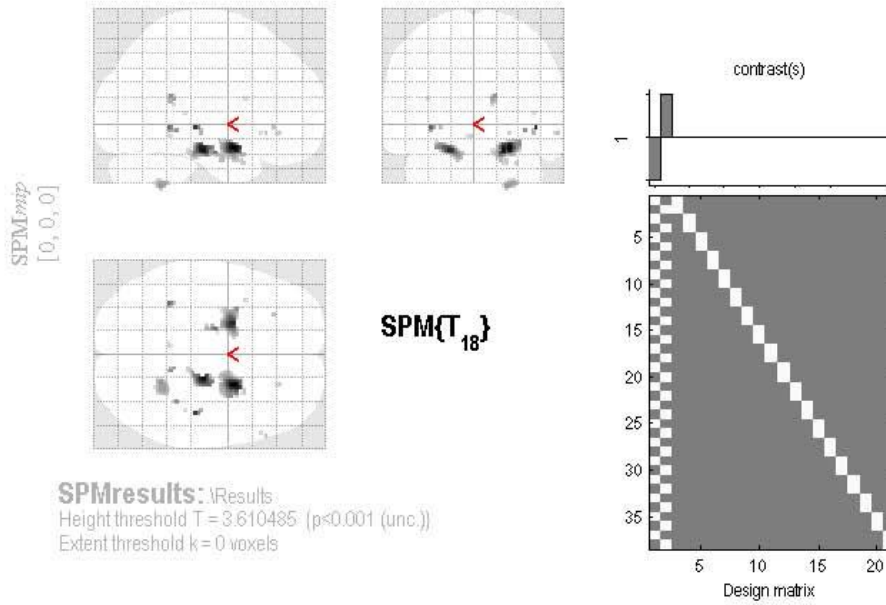 contrast(s)
1
SPMmip
[0, 0, 0]
SPM{T18}
5
10
15
20
25
30
35
5 10 15 20
Design matrix
SPMresults: .\Results
Height threshold T = 3.610485 (p<0.001 (unc.))
Extent threshold k = 0 voxels